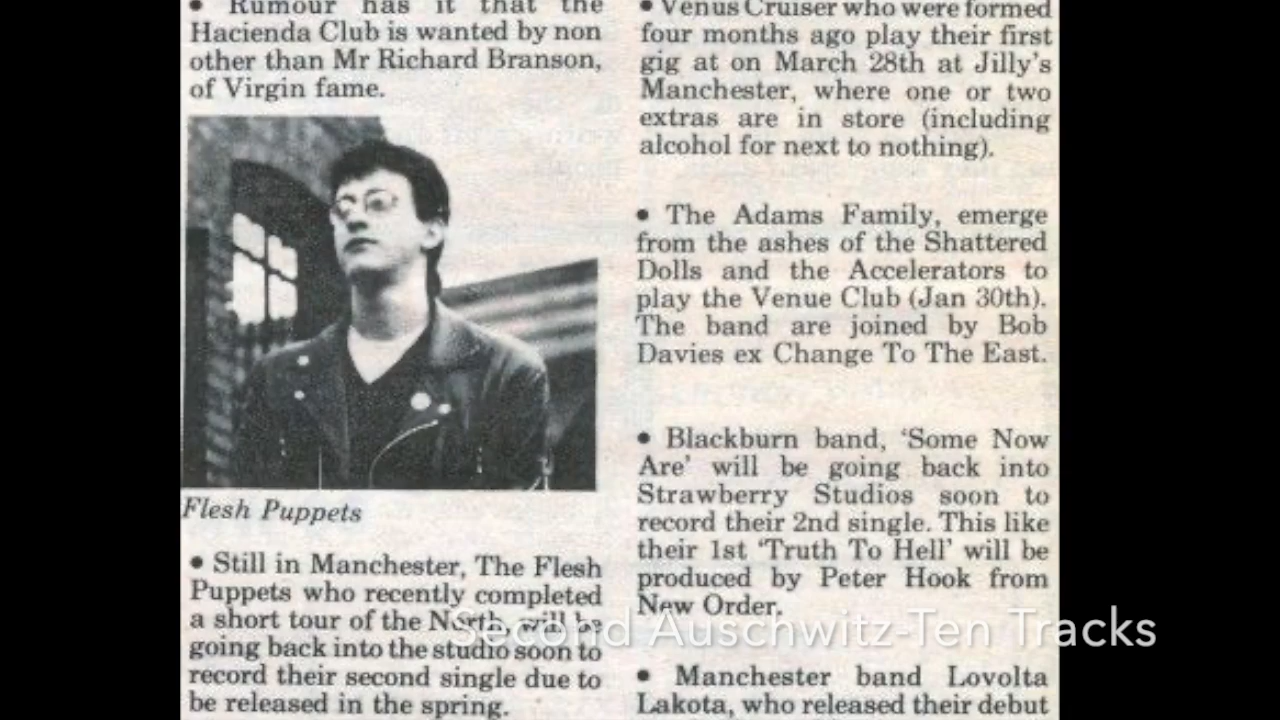 • Rumour has it that the
Hacienda Club is wanted by non
other than Mr Richard Branson,
of Virgin fame.
Flesh Puppets
• Still in Manchester, The Flesh
Puppets who recently completed
a short tour of the North, will be
going back into the studio soon to
record their second single due to
be released in the spring.
• Venus Cruiser who were formed
four months ago play their first
gig at on March 28th at Jilly's
Manchester, where one or two
extras are in store (including
alcohol for next to nothing).
• The Adams Family, emerge
from the ashes of the Shattered
Dolls and the Accelerators to
play the Venue Club (Jan 30th).
The band are joined by Bob
Davies ex Change To The East.
• Blackburn band, 'Some Now
Are' will be going back into
Strawberry Studios soon to
record their 2nd single. This like
their 1st 'Truth To Hell' will be
produced by Peter Hook from
New Order.
• Manchester band Lovolta
Lakota, who released their debut
Second Auschwitz-Ten Tracks